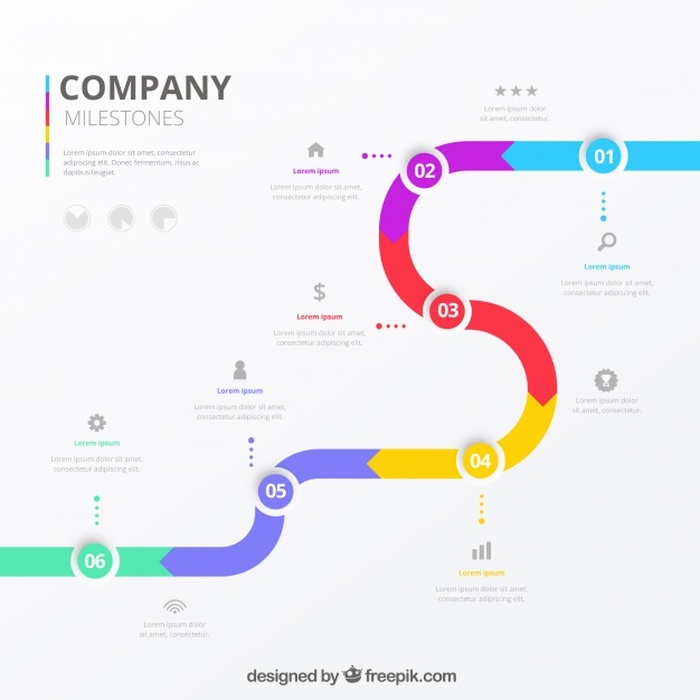 COMPANY
MILESTONES
Lorem ipsum dolor sit amet, consectetur
adipiscing elit. Donec fermentum, risus ac
dapibus feugiat.
Lorem ipsum dolor
sit amet, consectetur.
01
Lorem ipsum
Lorem ipsum dolor sit amet,
consectetur adipiscing elit.
02
Lorem ipsum
Lorem ipsum dolor sit amet,
consectetur adipiscing elit.
03
Lorem ipsum
Lorem ipsum dolor sit amet,
consectetur adipiscing elit.
Lorem ipsum dolor
sit amet, consectetur.
04
Lorem ipsum
Lorem ipsum dolor sit amet,
consectetur adipiscing elit.
Lorem ipsum
Lorem ipsum dolor sit amet,
consectetur adipiscing elit.
05
Lorem ipsum
Lorem ipsum dolor sit amet,
consectetur adipiscing elit.
06
Lorem ipsum dolor
sit amet, consectetur.
designed by freepik.com